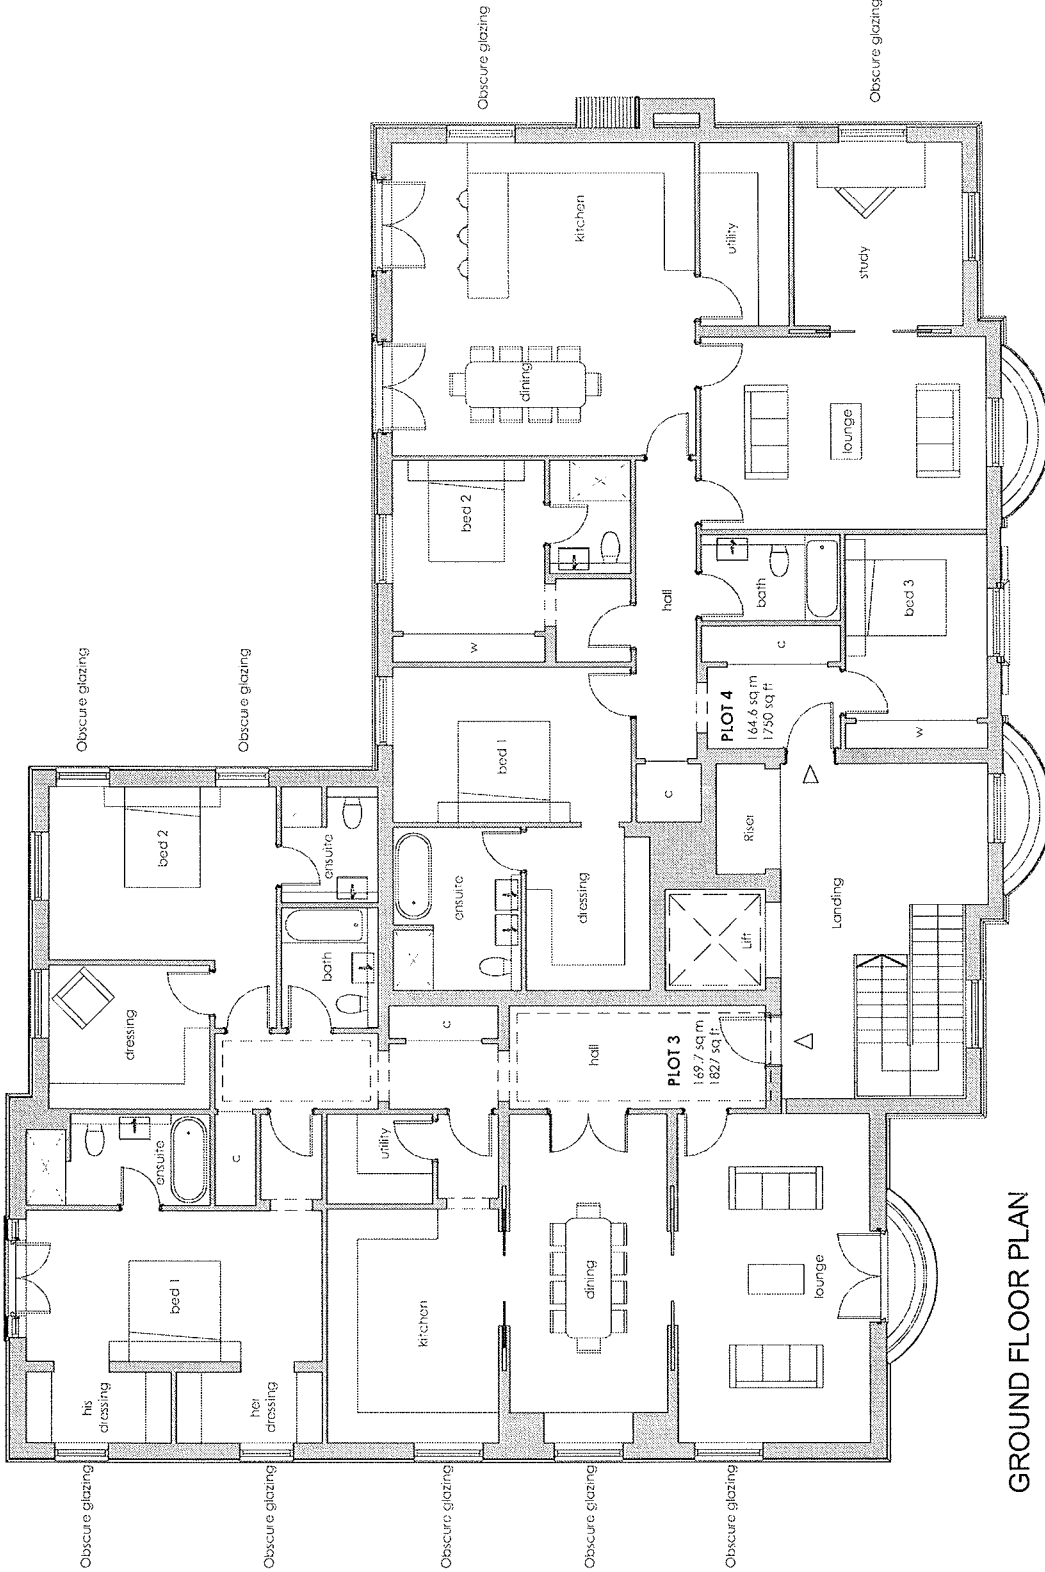 Obscure glazing
Obscure glazing
Obscure glazing
Obscure glazing
Obscure glazing
his
dressing
her
dressing
bed 1
ensuite
c
kitchen
utility
dining
lounge
dressing
bed 2
bath
ensuite
c
hall
PLOT 3
169.7 sq.m
1827 sq ft
Obscure glazing
Obscure glazing
Landing
Lift
Riser
ensuite
dressing
bed 1
c
w
bed 2
hall
PLOT 4
164.6 sq.m
1750 sq ft
c
w
bath
bed 3
dining
kitchen
lounge
utility
study
Obscure glazing
Obscure glazing
GROUND FLOOR PLAN